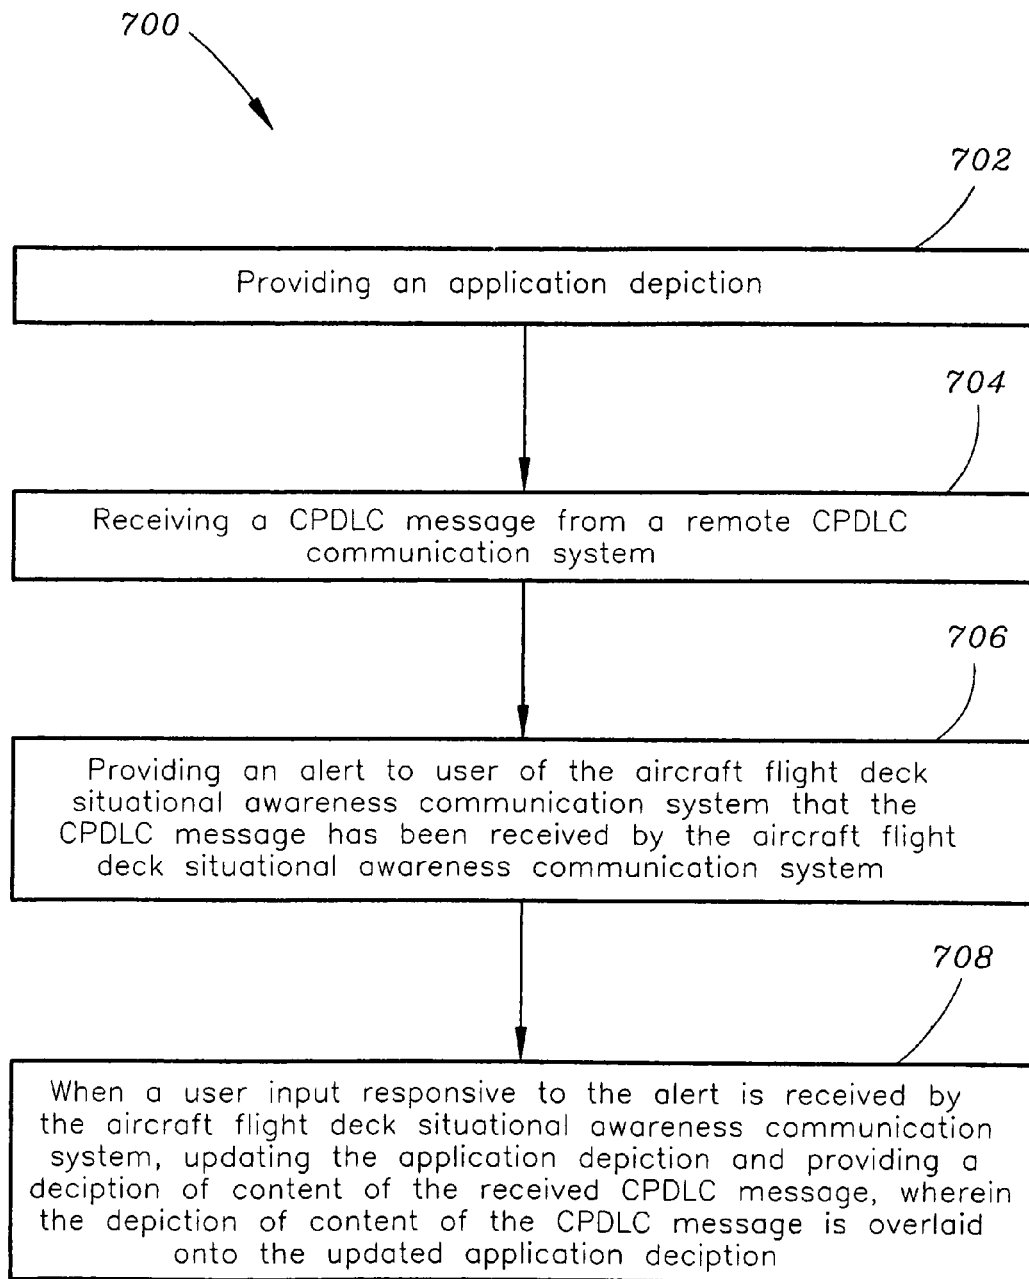 700
702
Providing an application depiction
704
Receiving a CPDLC message from a remote CPDLC
communication system
706
Providing an alert to user of the aircraft flight deck
situational awareness communication system that the
CPDLC message has been received by the aircraft flight
deck situational awareness communication system
708
When a user input responsive to the alert is received by
the aircraft flight deck situational awareness communication
system, updating the application depiction and providing a
deciption of content of the received CPDLC message, wherein
the depiction of content of the CPDLC message is overlaid
onto the updated application deciption